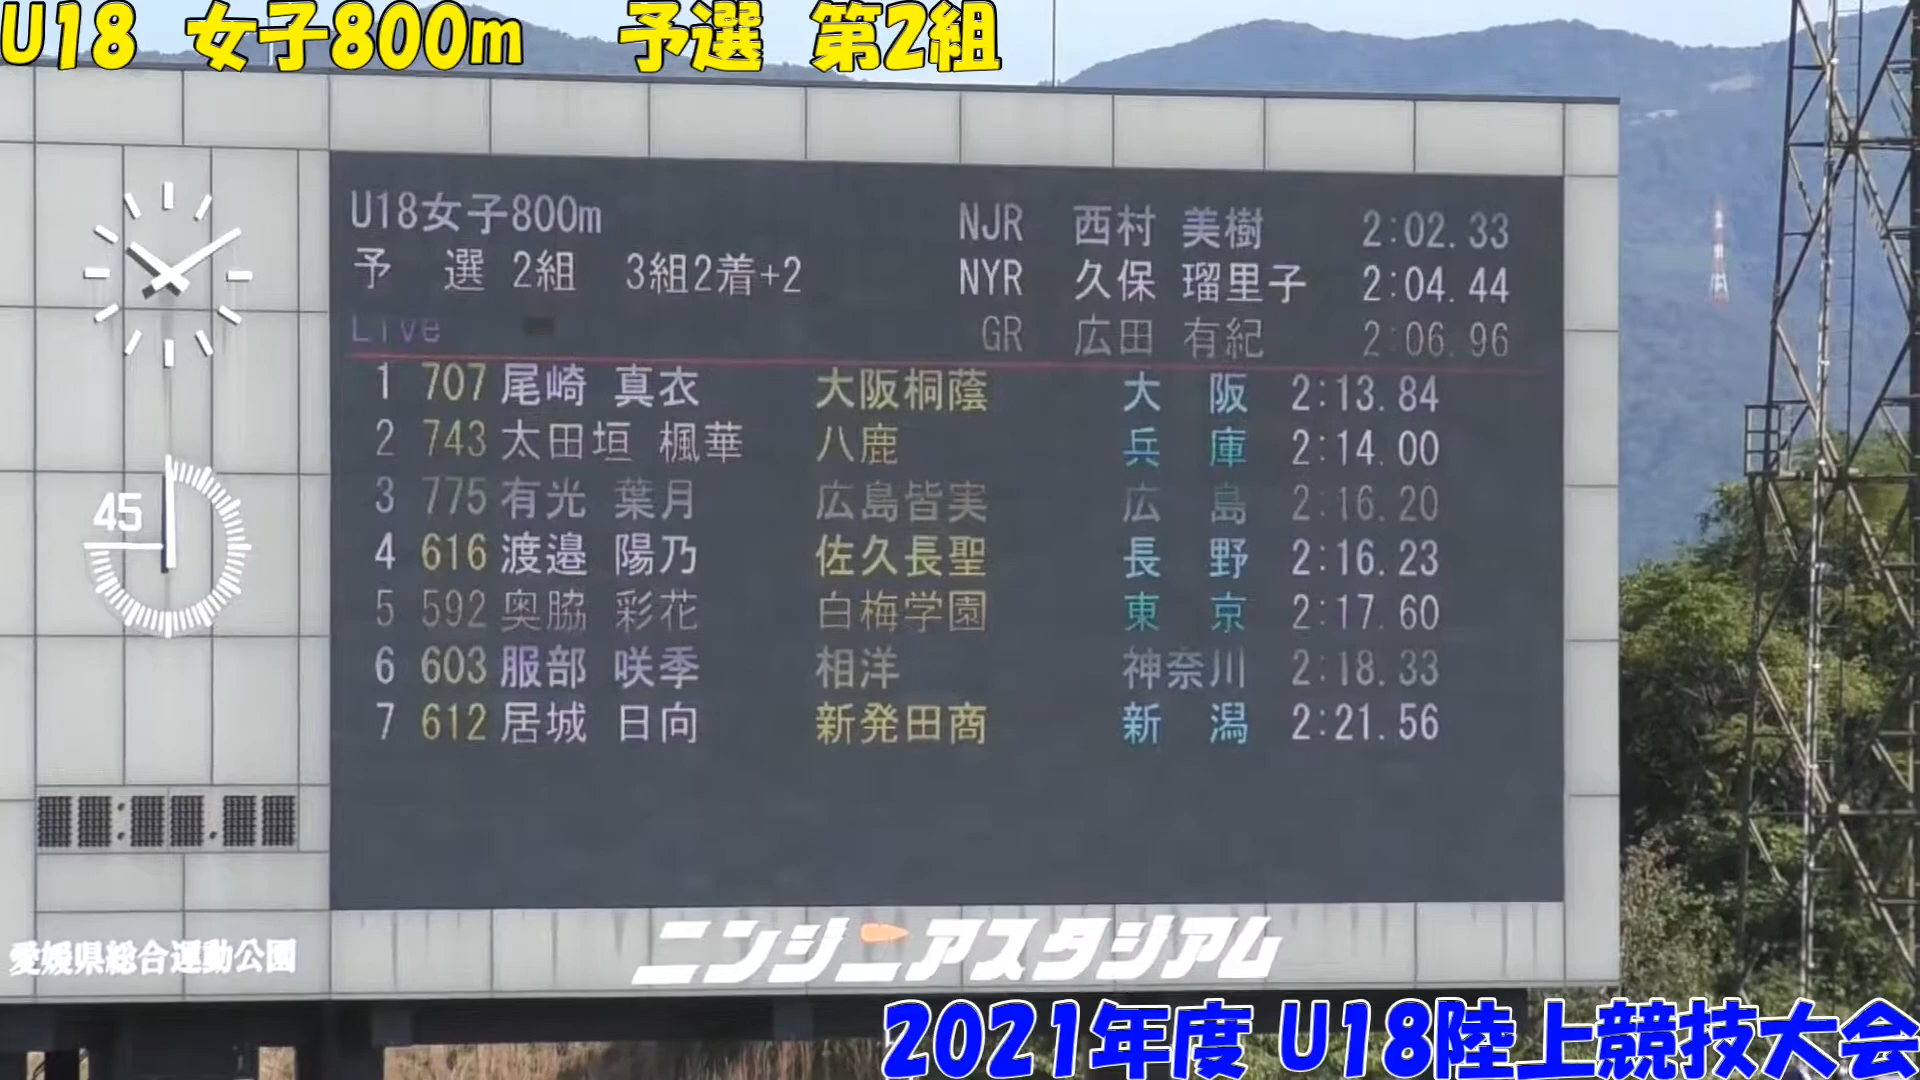 U18 女子800m 予選 第2組
U18女子800m NJR 西村 美樹 2:02.33
予 選 2組 3組2着+2 NYR 久保 瑠里子 2:04.44
Live GR 広田 有紀 2:06.96
1 707 尾崎 真衣 大阪桐蔭 大 阪 2:13.84
2 743 太田垣 楓華 八鹿 兵 庫 2:14.00
3 775 有光 葉月 広島皆実 広 島 2:16.20
4 616 渡邉 陽乃 佐久長聖 長 野 2:16.23
5 592 奥脇 彩花 白梅学園 東 京 2:17.60
6 603 服部 咲季 相洋 神奈川 2:18.33
7 612 居城 日向 新発田商 新 潟 2:21.56
45
愛媛県総合運動公園
ニンジニアスタジアム
2021年度 U18陸上競技大会